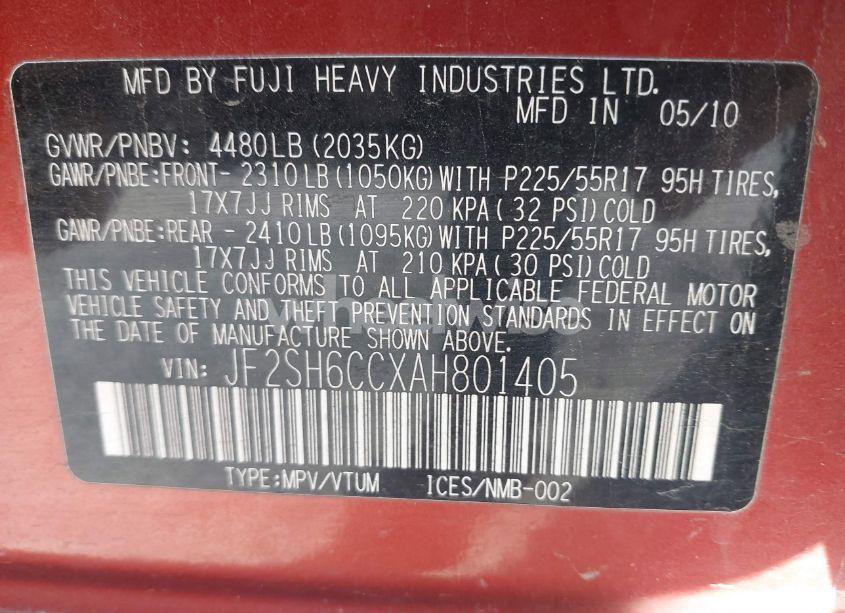 MFD BY FUJI HEAVY INDUSTRIES LTD.
MFD IN 05/10
GVWR/PNBV: 4480LB (2035KG)
GAWR/PNBE:FRONT- 2310LB (1050KG) WITH P225/55R17 95H TIRES,
17X7JJ RIMS AT 220 KPA( 32 PSI) COLD
GAWR/PNBE:REAR - 2410LB (1095KG) WITH P225/55R17 95H TIRES,
17X7JJ RIMS AT 210 KPA( 30 PSI) COLD
THIS VEHICLE CONFORMS TO ALL APPLICABLE FEDERAL MOTOR
VEHICLE SAFETY AND THEFT PREVENTION STANDARDS IN EFFECT ON
THE DATE OF MANUFACTURE SHOWN ABOVE.
VIN: JF2SH6CCXAH801405
TYPE:MPV/VTUM ICES/NMB-002